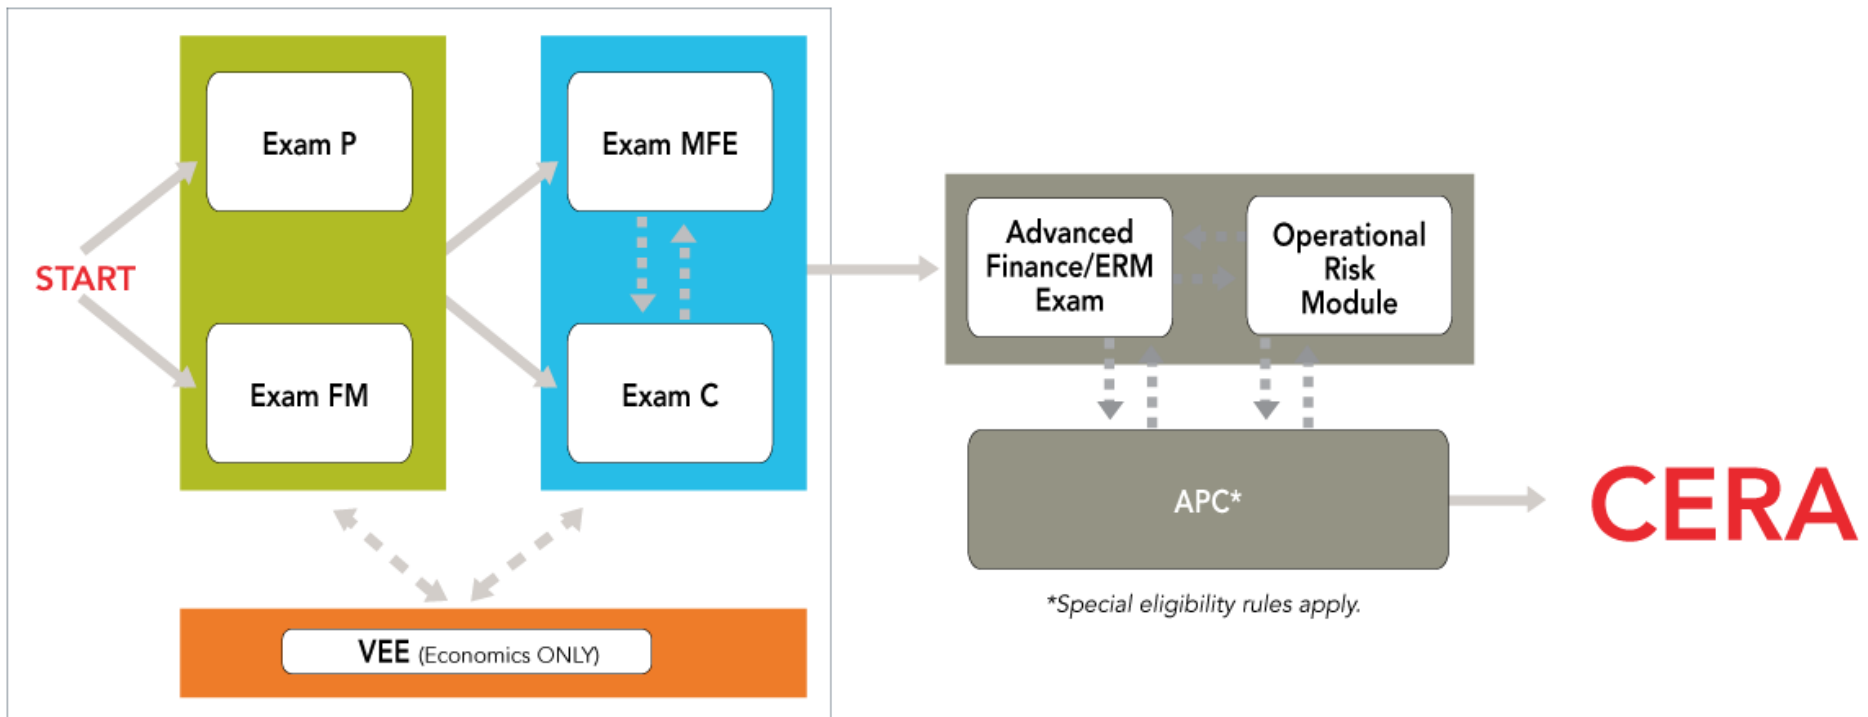 START
Exam P
Exam FM
Exam MFE
Exam C
VEE (Economics ONLY)
Advanced
Finance/ERM
Exam
Operational
Risk
Module
APC*
*Special eligibility rules apply.
CERA